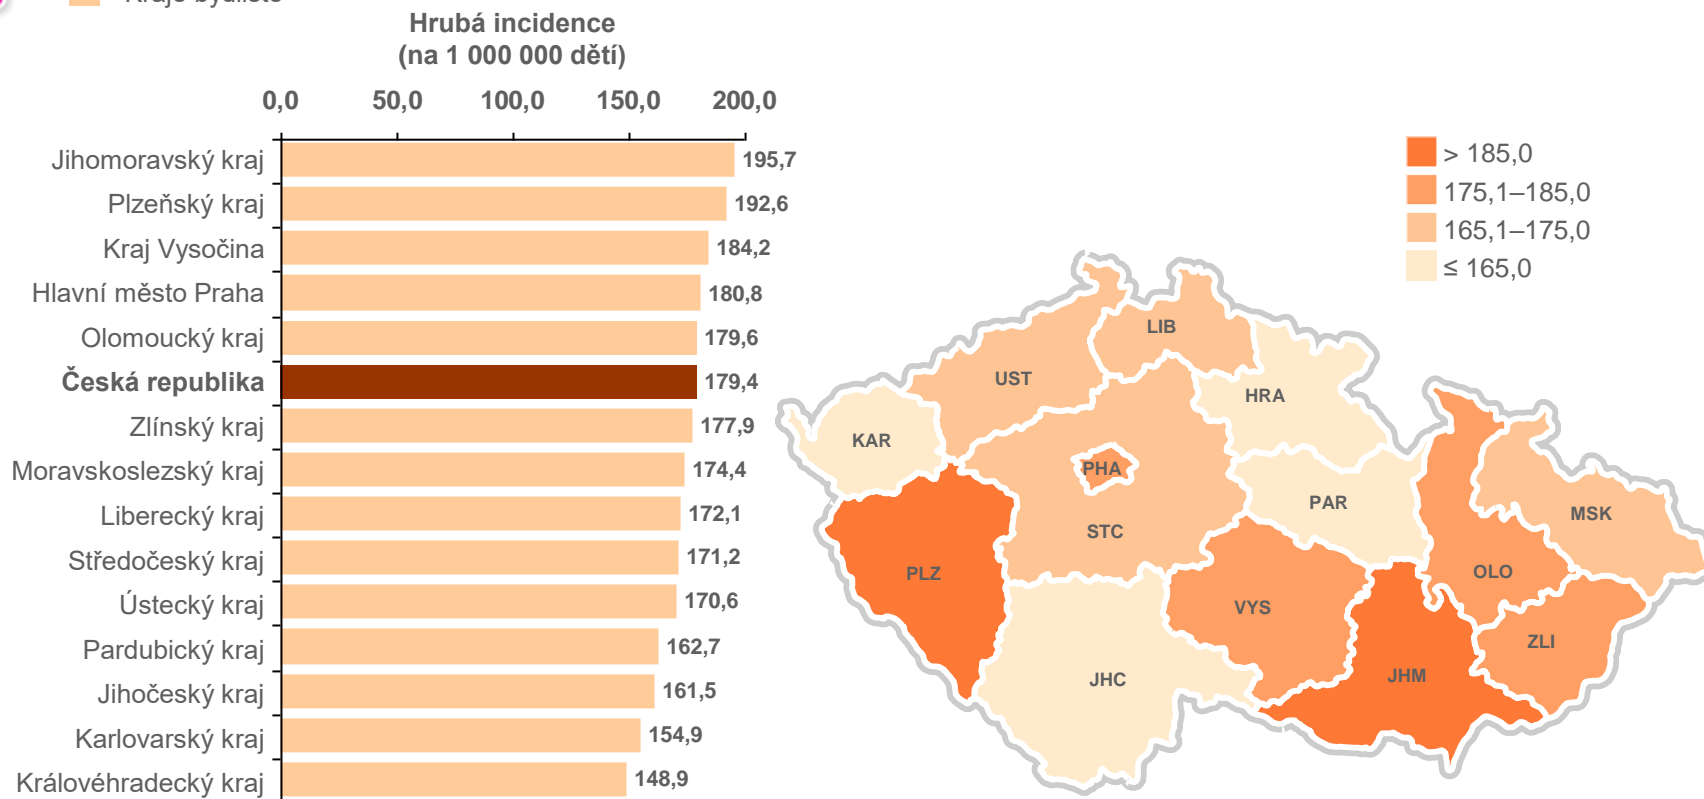 Kraje bydliště
Hrubá incidence
(na 1 000 000 dětí)
0,0 50,0 100,0 150,0 200,0
Jihomoravský kraj 195,7
Plzeňský kraj 192,6
Kraj Vysočina 184,2
Hlavní město Praha 180,8
Olomoucký kraj 179,6
Česká republika 179,4
Zlínský kraj 177,9
Moravskoslezský kraj 174,4
Liberecký kraj 172,1
Středočeský kraj 171,2
Ústecký kraj 170,6
Pardubický kraj 162,7
Jihočeský kraj 161,5
Karlovarský kraj 154,9
Královéhradecký kraj 148,9
> 185,0
175,1–185,0
165,1–175,0
≤ 165,0
LIB
UST
HRA
KAR
PHA
PAR
MSK
STC
PLZ
OLO
VYS
ZLI
JHC
JHM